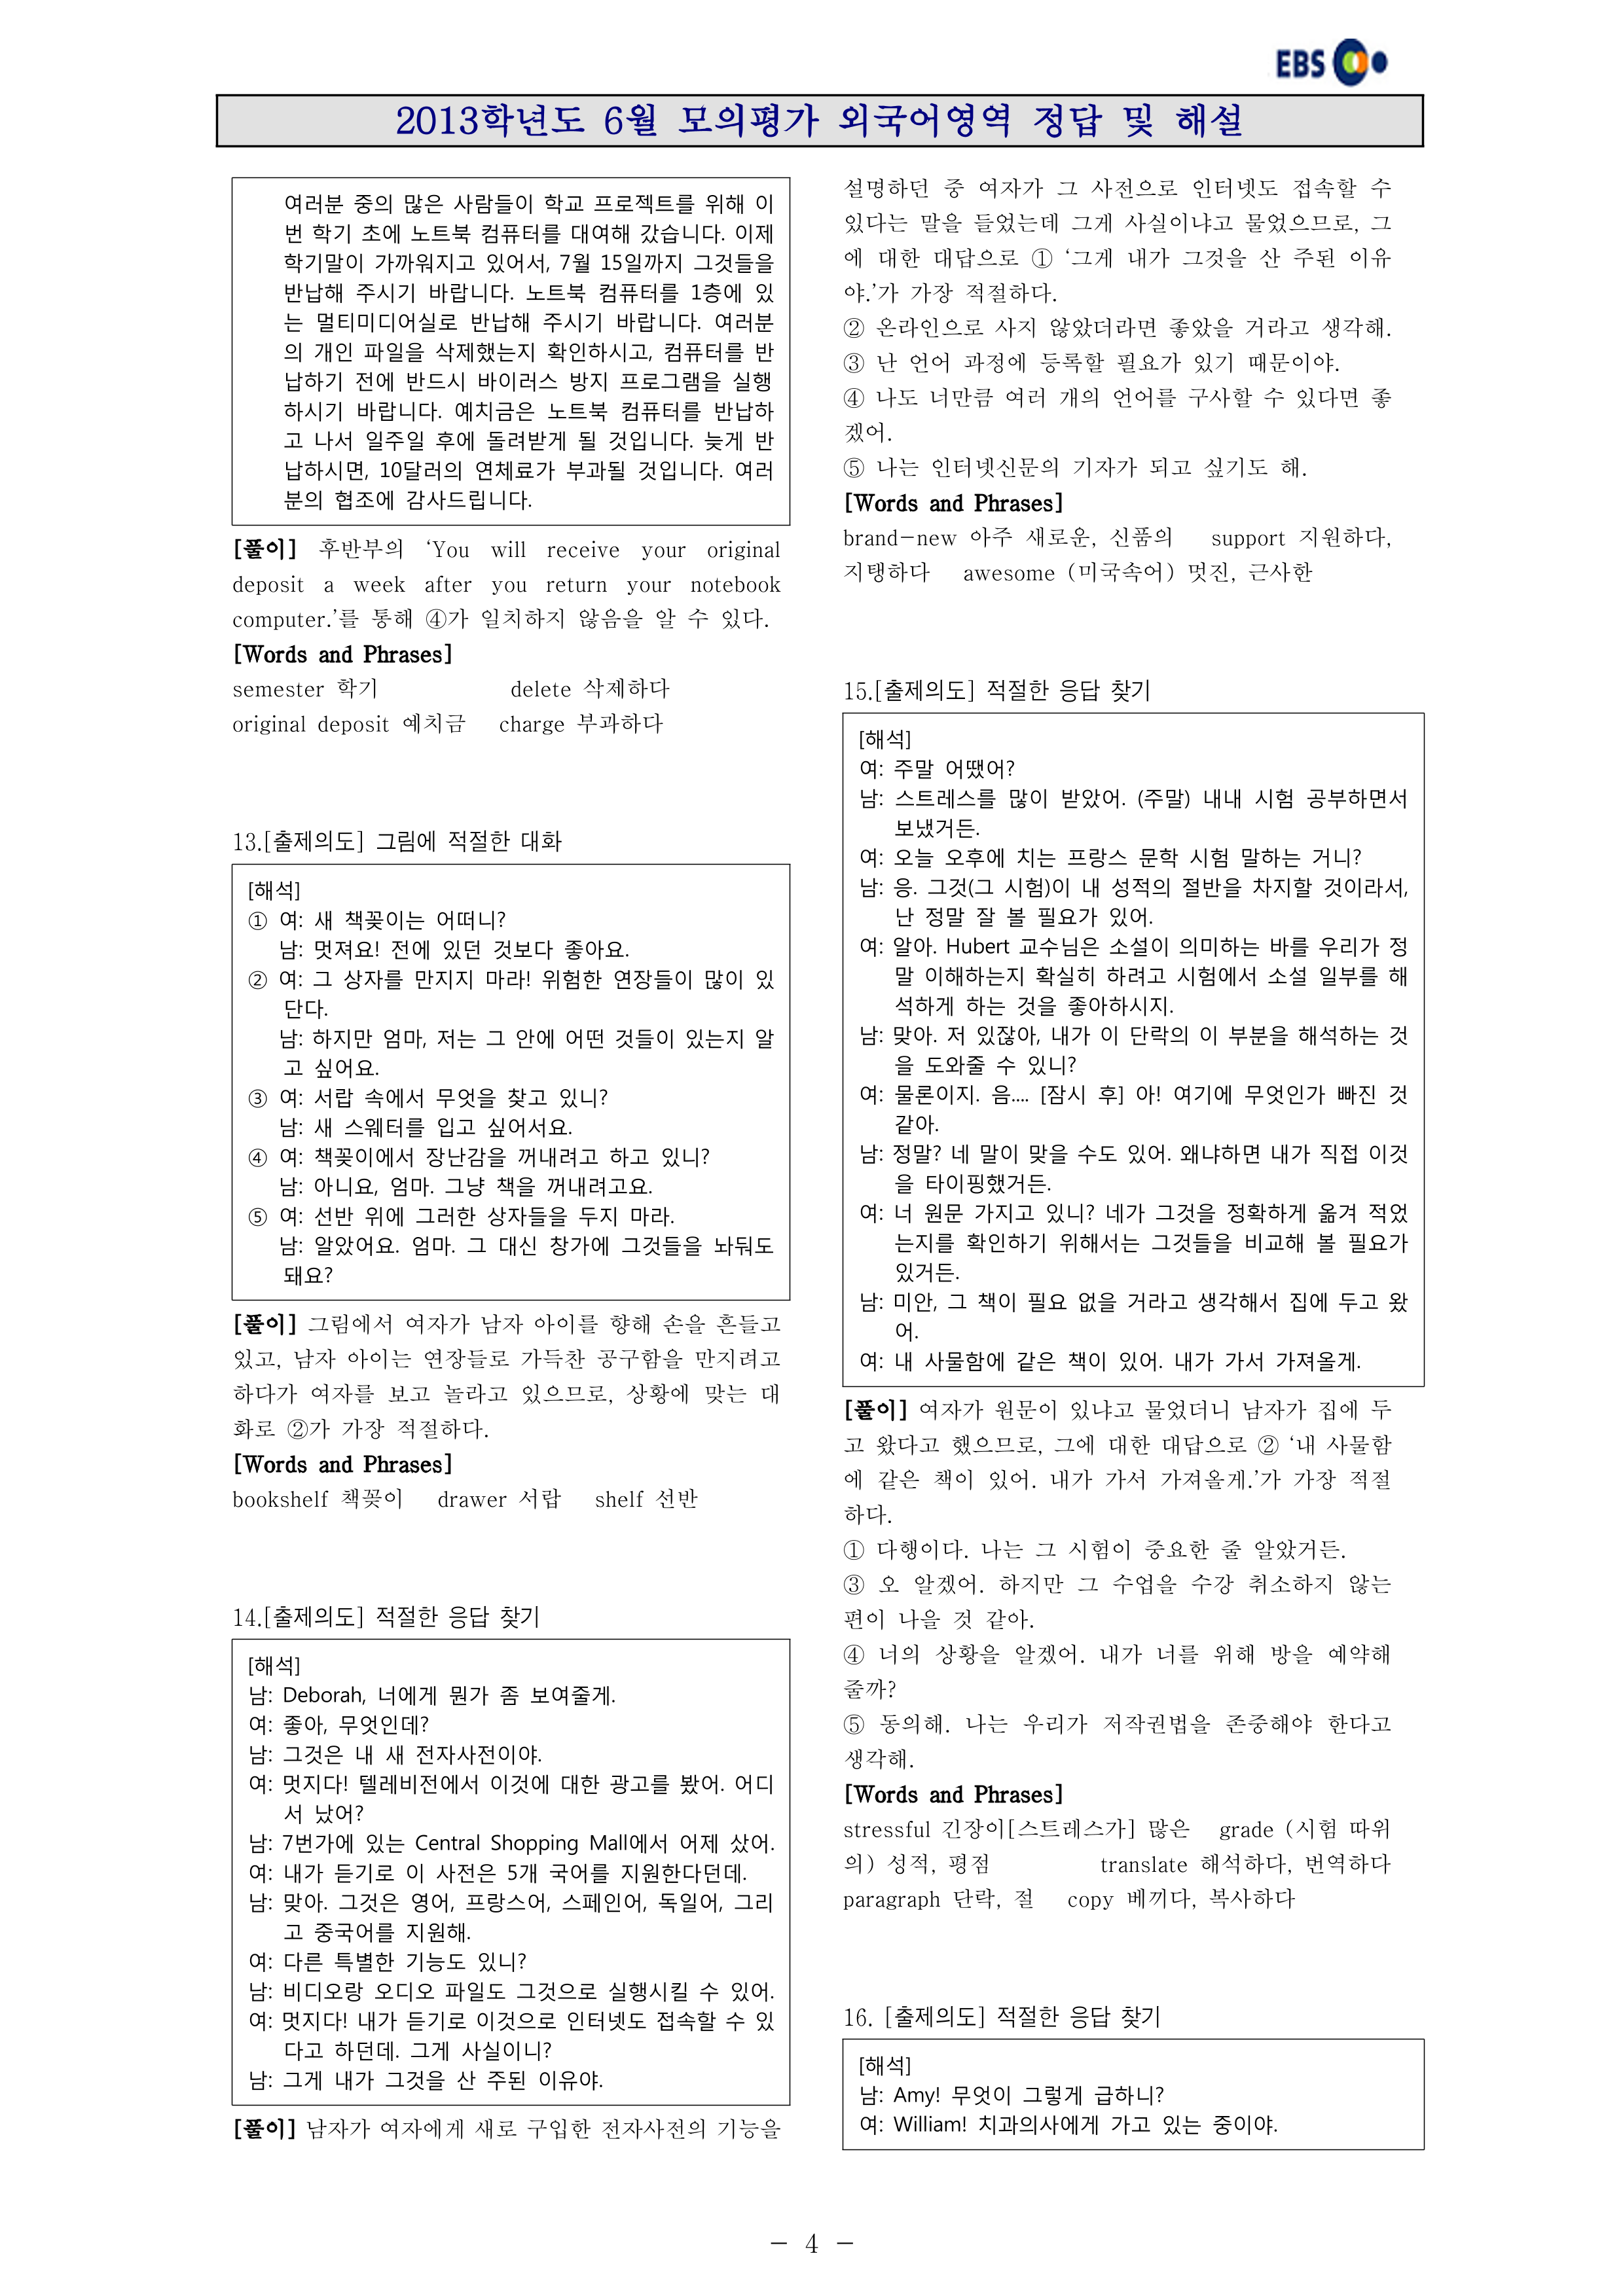 EBS
2013학년도 6월 모의평가 외국어영역 정답 및 해설
여러분 중의 많은 사람들이 학교 프로젝트를 위해 이
번 학기 초에 노트북 컴퓨터를 대여해 갔습니다. 이제
학기말이 가까워지고 있어서, 7월 15일까지 그것들을
반납해 주시기 바랍니다. 노트북 컴퓨터를 1층에 있
는 멀티미디어실로 반납해 주시기 바랍니다. 여러분
의 개인 파일을 삭제했는지 확인하시고, 컴퓨터를 반
납하기 전에 반드시 바이러스 방지 프로그램을 실행
하시기 바랍니다. 예치금은 노트북 컴퓨터를 반납하
고 나서 일주일 후에 돌려받게 될 것입니다. 늦게 반
납하시면, 10달러의 연체료가 부과될 것입니다. 여러
분의 협조에 감사드립니다.
[풀이] 후반부의 ‘You will receive your original
deposit a week after you return your notebook
computer.’를 통해 ④가 일치하지 않음을 알 수 있다.
[Words and Phrases]
semester 학기 delete 삭제하다
original deposit 예치금 charge 부과하다
13.[출제의도] 그림에 적절한 대화
[해석]
① 여: 새 책꽂이는 어떠니?
남: 멋져요! 전에 있던 것보다 좋아요.
② 여: 그 상자를 만지지 마라! 위험한 연장들이 많이 있
단다.
남: 하지만 엄마, 저는 그 안에 어떤 것들이 있는지 알
고 싶어요.
③ 여: 서랍 속에서 무엇을 찾고 있니?
남: 새 스웨터를 입고 싶어서요.
④ 여: 책꽂이에서 장난감을 꺼내려고 하고 있니?
남: 아니요, 엄마. 그냥 책을 꺼내려고요.
⑤ 여: 선반 위에 그러한 상자들을 두지 마라.
남: 알았어요. 엄마. 그 대신 창가에 그것들을 놔둬도
돼요?
[풀이] 그림에서 여자가 남자 아이를 향해 손을 흔들고
있고, 남자 아이는 연장들로 가득찬 공구함을 만지려고
하다가 여자를 보고 놀라고 있으므로, 상황에 맞는 대
화로 ②가 가장 적절하다.
[Words and Phrases]
bookshelf 책꽂이 drawer 서랍 shelf 선반
14.[출제의도] 적절한 응답 찾기
[해석]
남: Deborah, 너에게 뭔가 좀 보여줄게.
여: 좋아, 무엇인데?
남: 그것은 내 새 전자사전이야.
여: 멋지다! 텔레비전에서 이것에 대한 광고를 봤어. 어디
서 났어?
남: 7번가에 있는 Central Shopping Mall에서 어제 샀어.
여: 내가 듣기로 이 사전은 5개 국어를 지원한다던데.
남: 맞아. 그것은 영어, 프랑스어, 스페인어, 독일어, 그리
고 중국어를 지원해.
여: 다른 특별한 기능도 있니?
남: 비디오랑 오디오 파일도 그것으로 실행시킬 수 있어.
여: 멋지다! 내가 듣기로 이것으로 인터넷도 접속할 수 있
다고 하던데. 그게 사실이니?
남: 그게 내가 그것을 산 주된 이유야.
[풀이] 남자가 여자에게 새로 구입한 전자사전의 기능을
설명하던 중 여자가 그 사전으로 인터넷도 접속할 수
있다는 말을 들었는데 그게 사실이냐고 물었으므로, 그
에 대한 대답으로 ① ‘그게 내가 그것을 산 주된 이유
야.’가 가장 적절하다.
② 온라인으로 사지 않았더라면 좋았을 거라고 생각해.
③ 난 언어 과정에 등록할 필요가 있기 때문이야.
④ 나도 너만큼 여러 개의 언어를 구사할 수 있다면 좋
겠어.
⑤ 나는 인터넷신문의 기자가 되고 싶기도 해.
[Words and Phrases]
brand-new 아주 새로운, 신품의 support 지원하다,
지탱하다 awesome (미국속어) 멋진, 근사한
15.[출제의도] 적절한 응답 찾기
[해석]
여: 주말 어땠어?
남: 스트레스를 많이 받았어. (주말) 내내 시험 공부하면서
보냈거든.
여: 오늘 오후에 치는 프랑스 문학 시험 말하는 거니?
남: 응. 그것(그 시험)이 내 성적의 절반을 차지할 것이라서,
난 정말 잘 볼 필요가 있어.
여: 알아. Hubert 교수님은 소설이 의미하는 바를 우리가 정
말 이해하는지 확실히 하려고 시험에서 소설 일부를 해
석하게 하는 것을 좋아하시지.
남: 맞아. 저 있잖아, 내가 이 단락의 이 부분을 해석하는 것
을 도와줄 수 있니?
여: 물론이지. 음.... [잠시 후] 아! 여기에 무엇인가 빠진 것
같아.
남: 정말? 네 말이 맞을 수도 있어. 왜냐하면 내가 직접 이것
을 타이핑했거든.
여: 너 원문 가지고 있니? 네가 그것을 정확하게 옮겨 적었
는지를 확인하기 위해서는 그것들을 비교해 볼 필요가
있거든.
남: 미안, 그 책이 필요 없을 거라고 생각해서 집에 두고 왔
어.
여: 내 사물함에 같은 책이 있어. 내가 가서 가져올게.
[풀이] 여자가 원문이 있냐고 물었더니 남자가 집에 두
고 왔다고 했으므로, 그에 대한 대답으로 ② ‘내 사물함
에 같은 책이 있어. 내가 가서 가져올게.’가 가장 적절
하다.
① 다행이다. 나는 그 시험이 중요한 줄 알았거든.
③ 오 알겠어. 하지만 그 수업을 수강 취소하지 않는
편이 나을 것 같아.
④ 너의 상황을 알겠어. 내가 너를 위해 방을 예약해
줄까?
⑤ 동의해. 나는 우리가 저작권법을 존중해야 한다고
생각해.
[Words and Phrases]
stressful 긴장이[스트레스가] 많은 grade (시험 따위
의) 성적, 평점 translate 해석하다, 번역하다
paragraph 단락, 절 copy 베끼다, 복사하다
16. [출제의도] 적절한 응답 찾기
[해석]
남: Amy! 무엇이 그렇게 급하니?
여: William! 치과의사에게 가고 있는 중이야.
- 4 -